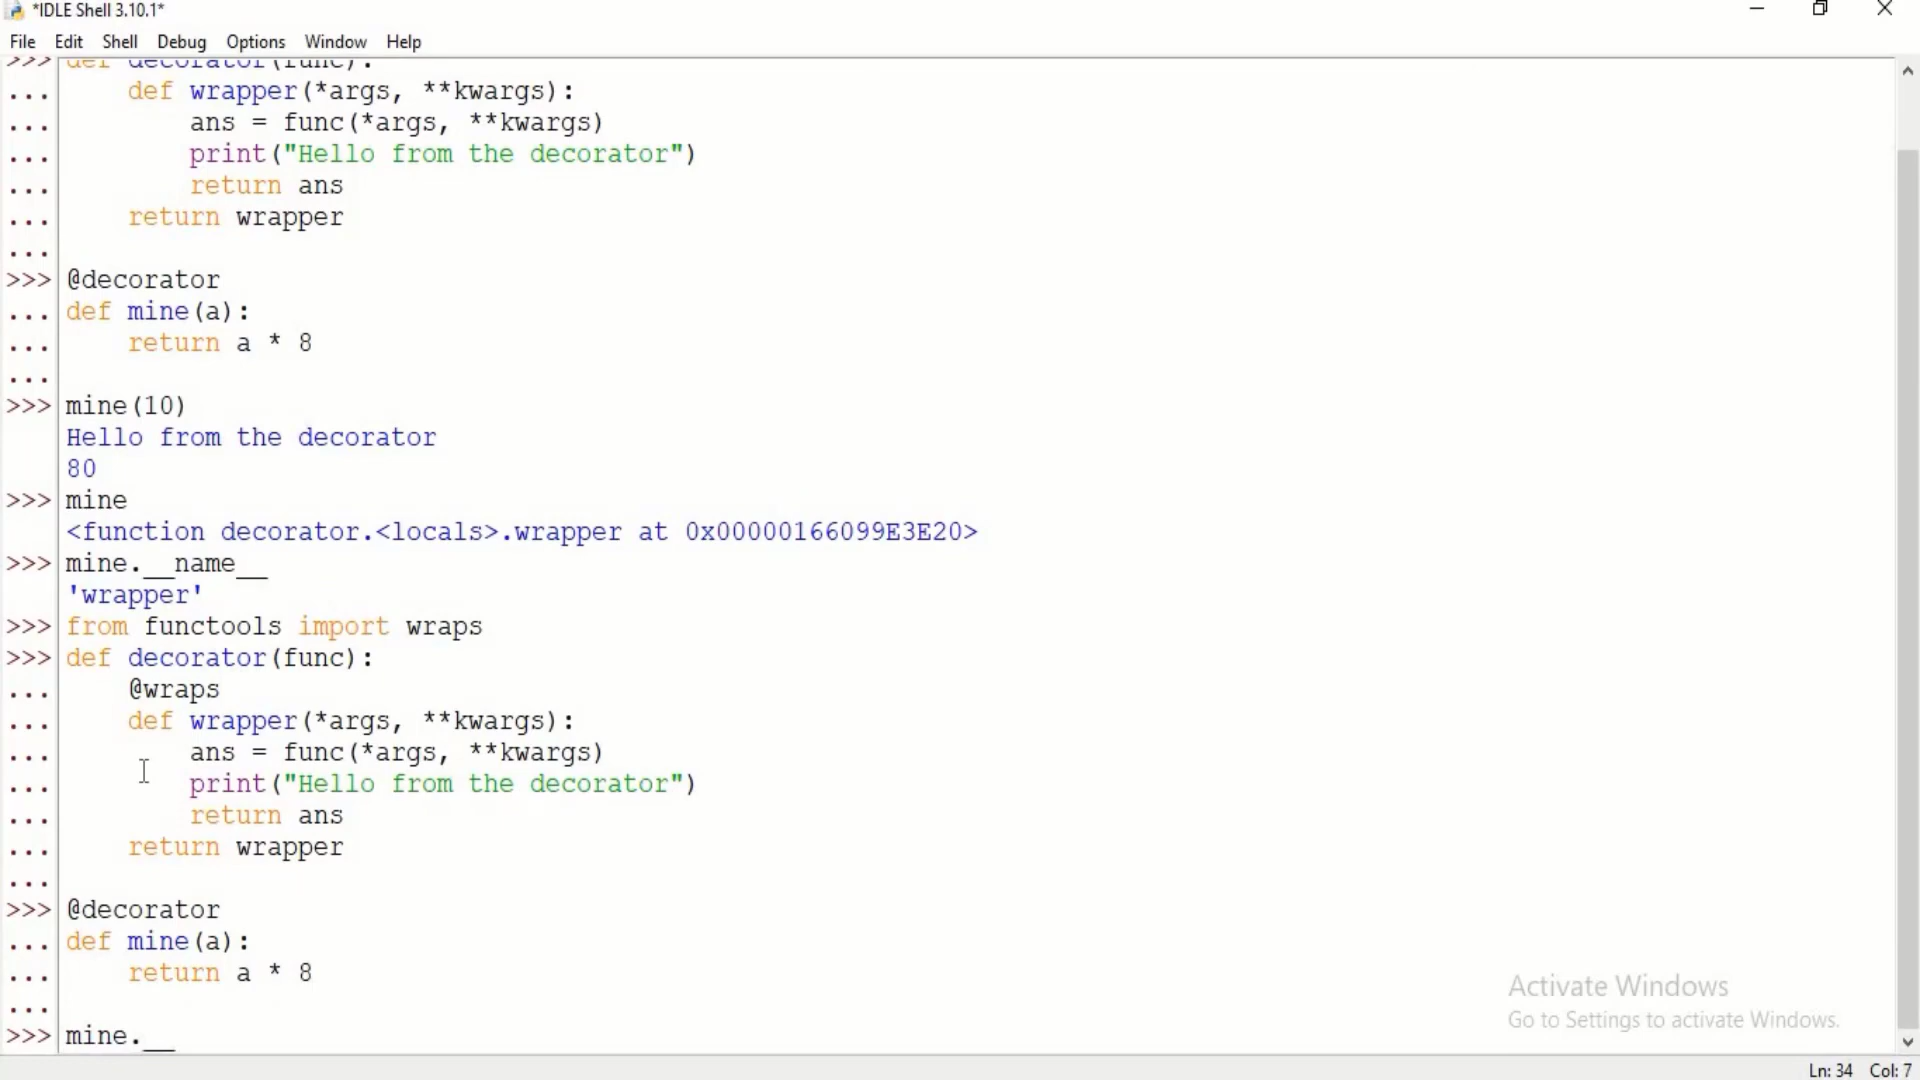 *IDLE Shell 3.10.1*
File Edit Shell Debug Options Window Help
>>> def decorator(func):
...     def wrapper(*args, **kwargs):
...         ans = func(*args, **kwargs)
...         print("Hello from the decorator")
...         return ans
...     return wrapper
...
>>> @decorator
... def mine(a):
...     return a * 8
...
>>> mine(10)
Hello from the decorator
80
>>> mine
<function decorator.<locals>.wrapper at 0x00000166099E3E20>
>>> mine.__name__
'wrapper'
>>> from functools import wraps
>>> def decorator(func):
...     @wraps
...     def wrapper(*args, **kwargs):
...         ans = func(*args, **kwargs)
...         print("Hello from the decorator")
...         return ans
...     return wrapper
...
>>> @decorator
... def mine(a):
...     return a * 8
...
>>> mine.__
Activate Windows
Go to Settings to activate Windows.
Ln: 34 Col: 7